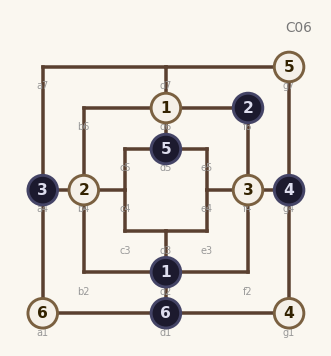 C06
5
a7 d7 g7
1 2
b6 d6 f6
5
c5 d5 e5
3 2 3 4
a4 b4 c4 e4 f4 g4
c3 d3 e3
1
b2 d2 f2
6 6 4
a1 d1 g1